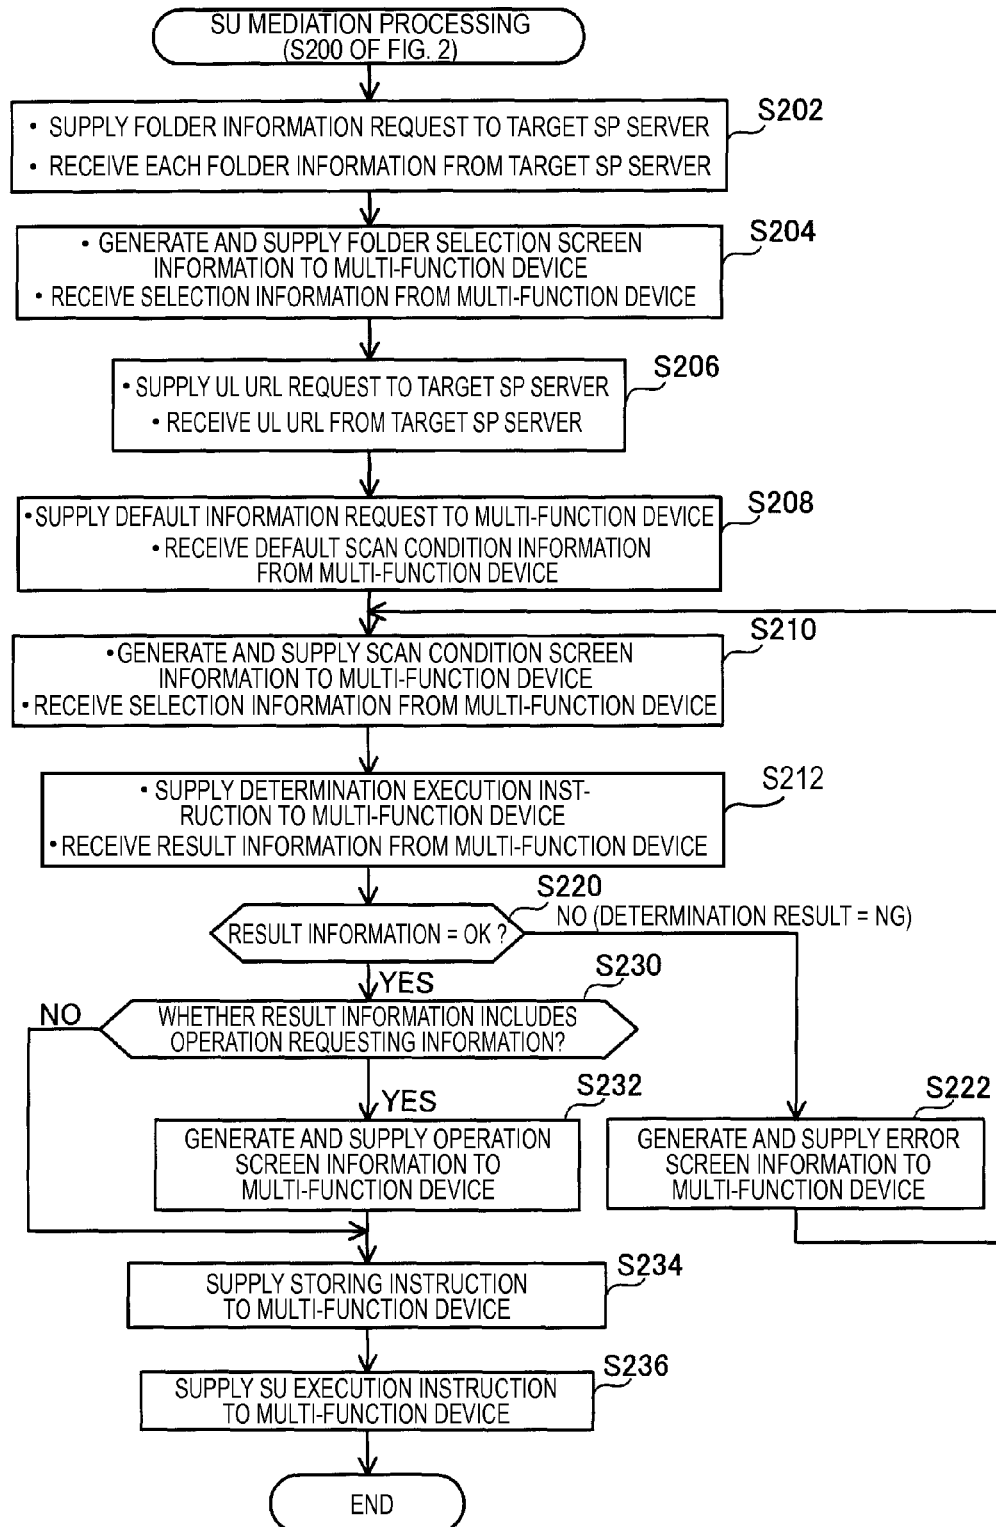 SU MEDIATION PROCESSING
(S200 OF FIG. 2)
S202
• SUPPLY FOLDER INFORMATION REQUEST TO TARGET SP SERVER
• RECEIVE EACH FOLDER INFORMATION FROM TARGET SP SERVER
S204
• GENERATE AND SUPPLY FOLDER SELECTION SCREEN
INFORMATION TO MULTI-FUNCTION DEVICE
• RECEIVE SELECTION INFORMATION FROM MULTI-FUNCTION DEVICE
S206
• SUPPLY UL URL REQUEST TO TARGET SP SERVER
• RECEIVE UL URL FROM TARGET SP SERVER
S208
• SUPPLY DEFAULT INFORMATION REQUEST TO MULTI-FUNCTION DEVICE
• RECEIVE DEFAULT SCAN CONDITION INFORMATION
FROM MULTI-FUNCTION DEVICE
S210
• GENERATE AND SUPPLY SCAN CONDITION SCREEN
INFORMATION TO MULTI-FUNCTION DEVICE
• RECEIVE SELECTION INFORMATION FROM MULTI-FUNCTION DEVICE
S212
• SUPPLY DETERMINATION EXECUTION INST-
RUCTION TO MULTI-FUNCTION DEVICE
• RECEIVE RESULT INFORMATION FROM MULTI-FUNCTION DEVICE
S220
RESULT INFORMATION = OK ?
NO (DETERMINATION RESULT = NG)
YES
S230
NO
WHETHER RESULT INFORMATION INCLUDES
OPERATION REQUESTING INFORMATION?
YES
S232
GENERATE AND SUPPLY OPERATION
SCREEN INFORMATION TO
MULTI-FUNCTION DEVICE
S222
GENERATE AND SUPPLY ERROR
SCREEN INFORMATION TO
MULTI-FUNCTION DEVICE
S234
SUPPLY STORING INSTRUCTION
TO MULTI-FUNCTION DEVICE
S236
SUPPLY SU EXECUTION INSTRUCTION
TO MULTI-FUNCTION DEVICE
END